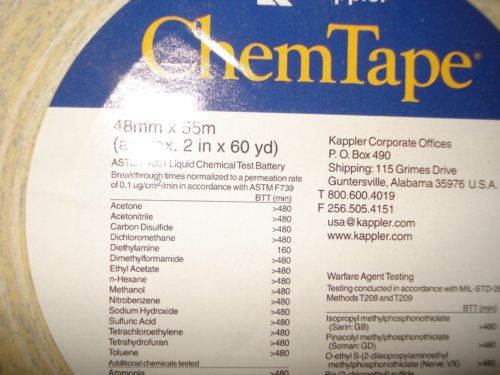 ChemTape®
48mm x 55m
2 in x 60 yd)
Liquid Chemical Test Battery
Breakthrough times normalized to a permeation rate
of 0.1 ug/cm²/min in accordance with ASTM F739
BTT (min)
Acetone >480
Acetonitrile >480
Carbon Disulfide >480
Dichloromethane >480
Diethylamine 160
Dimethylformamide >480
Ethyl Acetate >480
n-Hexane >480
Methanol >480
Nitrobenzene >480
Sodium Hydroxide >480
Sulfuric Acid >480
Tetrachloroethylene >480
Tetrahydrofuran >480
Toluene >480
Additional chemicals tested
Ammonia >480
Kappler Corporate Offices
P. O. Box 490
Shipping: 115 Grimes Drive
Guntersville, Alabama 35976 U.S.A.
T 800.600.4019
F 256.505.4151
usa@kappler.com
www.kappler.com
Warfare Agent Testing
Testing conducted in accordance with MIL-STD-28
Methods T208 and T209
BTT (min)
Isopropyl methylphosphonothiolate
(Sarin: GB) >480
Pinacolyl methylphosphonothiolate
(Soman: GD) >480
O-ethyl S-(2-diisopropylaminoethyl
methylphosphonothiolate (Nerve: VX) >480